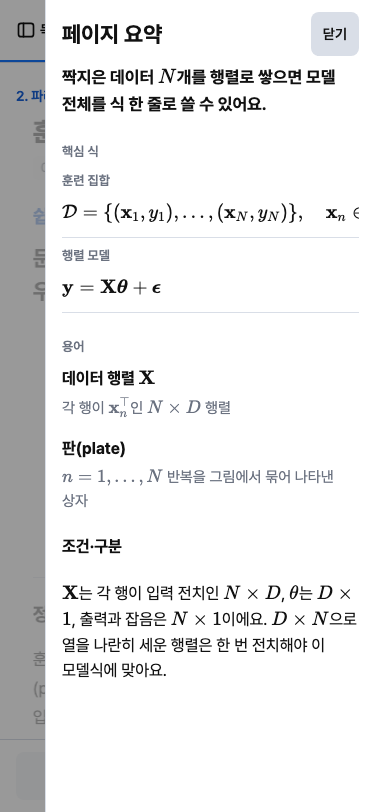 페이지 요약
닫기
짝지은 데이터 N개를 행렬로 쌓으면 모델
전체를 식 한 줄로 쓸 수 있어요.
핵심 식
훈련 집합
𝒟 = {(𝐱₁, y₁), . . . , (𝐱_N, y_N)}, 𝐱ₙ ∈
행렬 모델
𝐲 = 𝐗𝜽 + 𝝐
용어
데이터 행렬 𝐗
각 행이 𝐱ₙ^⊤인 N × D 행렬
판(plate)
n = 1, . . . , N 반복을 그림에서 묶어 나타낸
상자
조건·구분
𝐗는 각 행이 입력 전치인 N × D, θ는 D ×
1, 출력과 잡음은 N × 1이에요. D × N으로
열을 나란히 세운 행렬은 한 번 전치해야 이
모델식에 맞아요.
2. 파